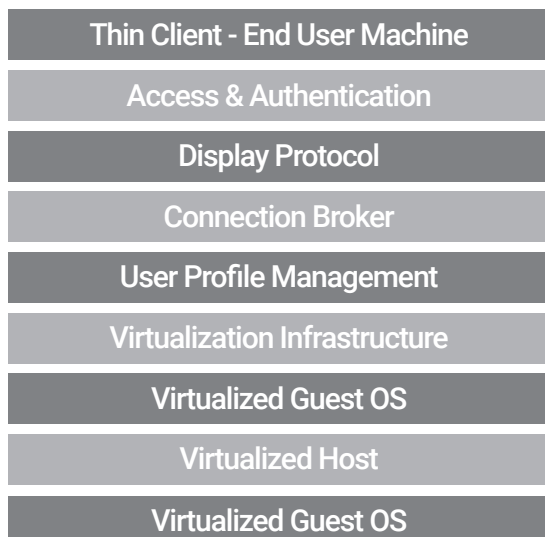 Thin Client - End User Machine
Access & Authentication
Display Protocol
Connection Broker
User Profile Management
Virtualization Infrastructure
Virtualized Guest OS
Virtualized Host
Virtualized Guest OS